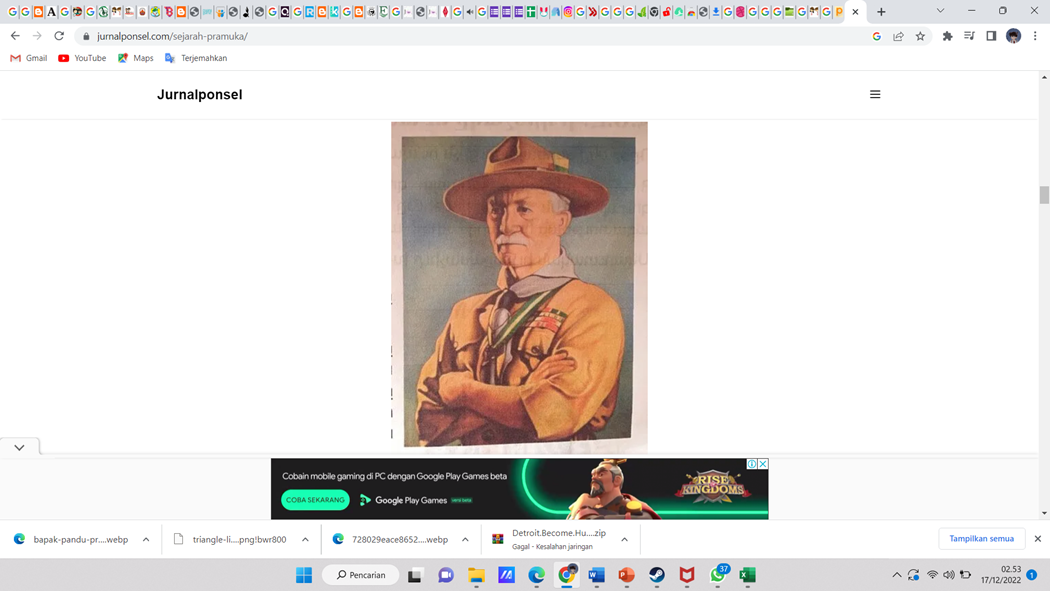 jurnalponsel.com/sejarah-pramuka/
Gmail YouTube Maps Terjemahkan
Jurnalponsel
Cobain mobile gaming di PC dengan Google Play Games beta
COBA SEKARANG Google Play Games versi beta
RISE OF KINGDOMS
bapak-pandu-pr....webp
triangle-li....png!bwr800
728029eace8652....webp
Detroit.Become.Hu....zip
Gagal - Kesalahan jaringan
Tampilkan semua
Pencarian
37
02.53
17/12/2022
1